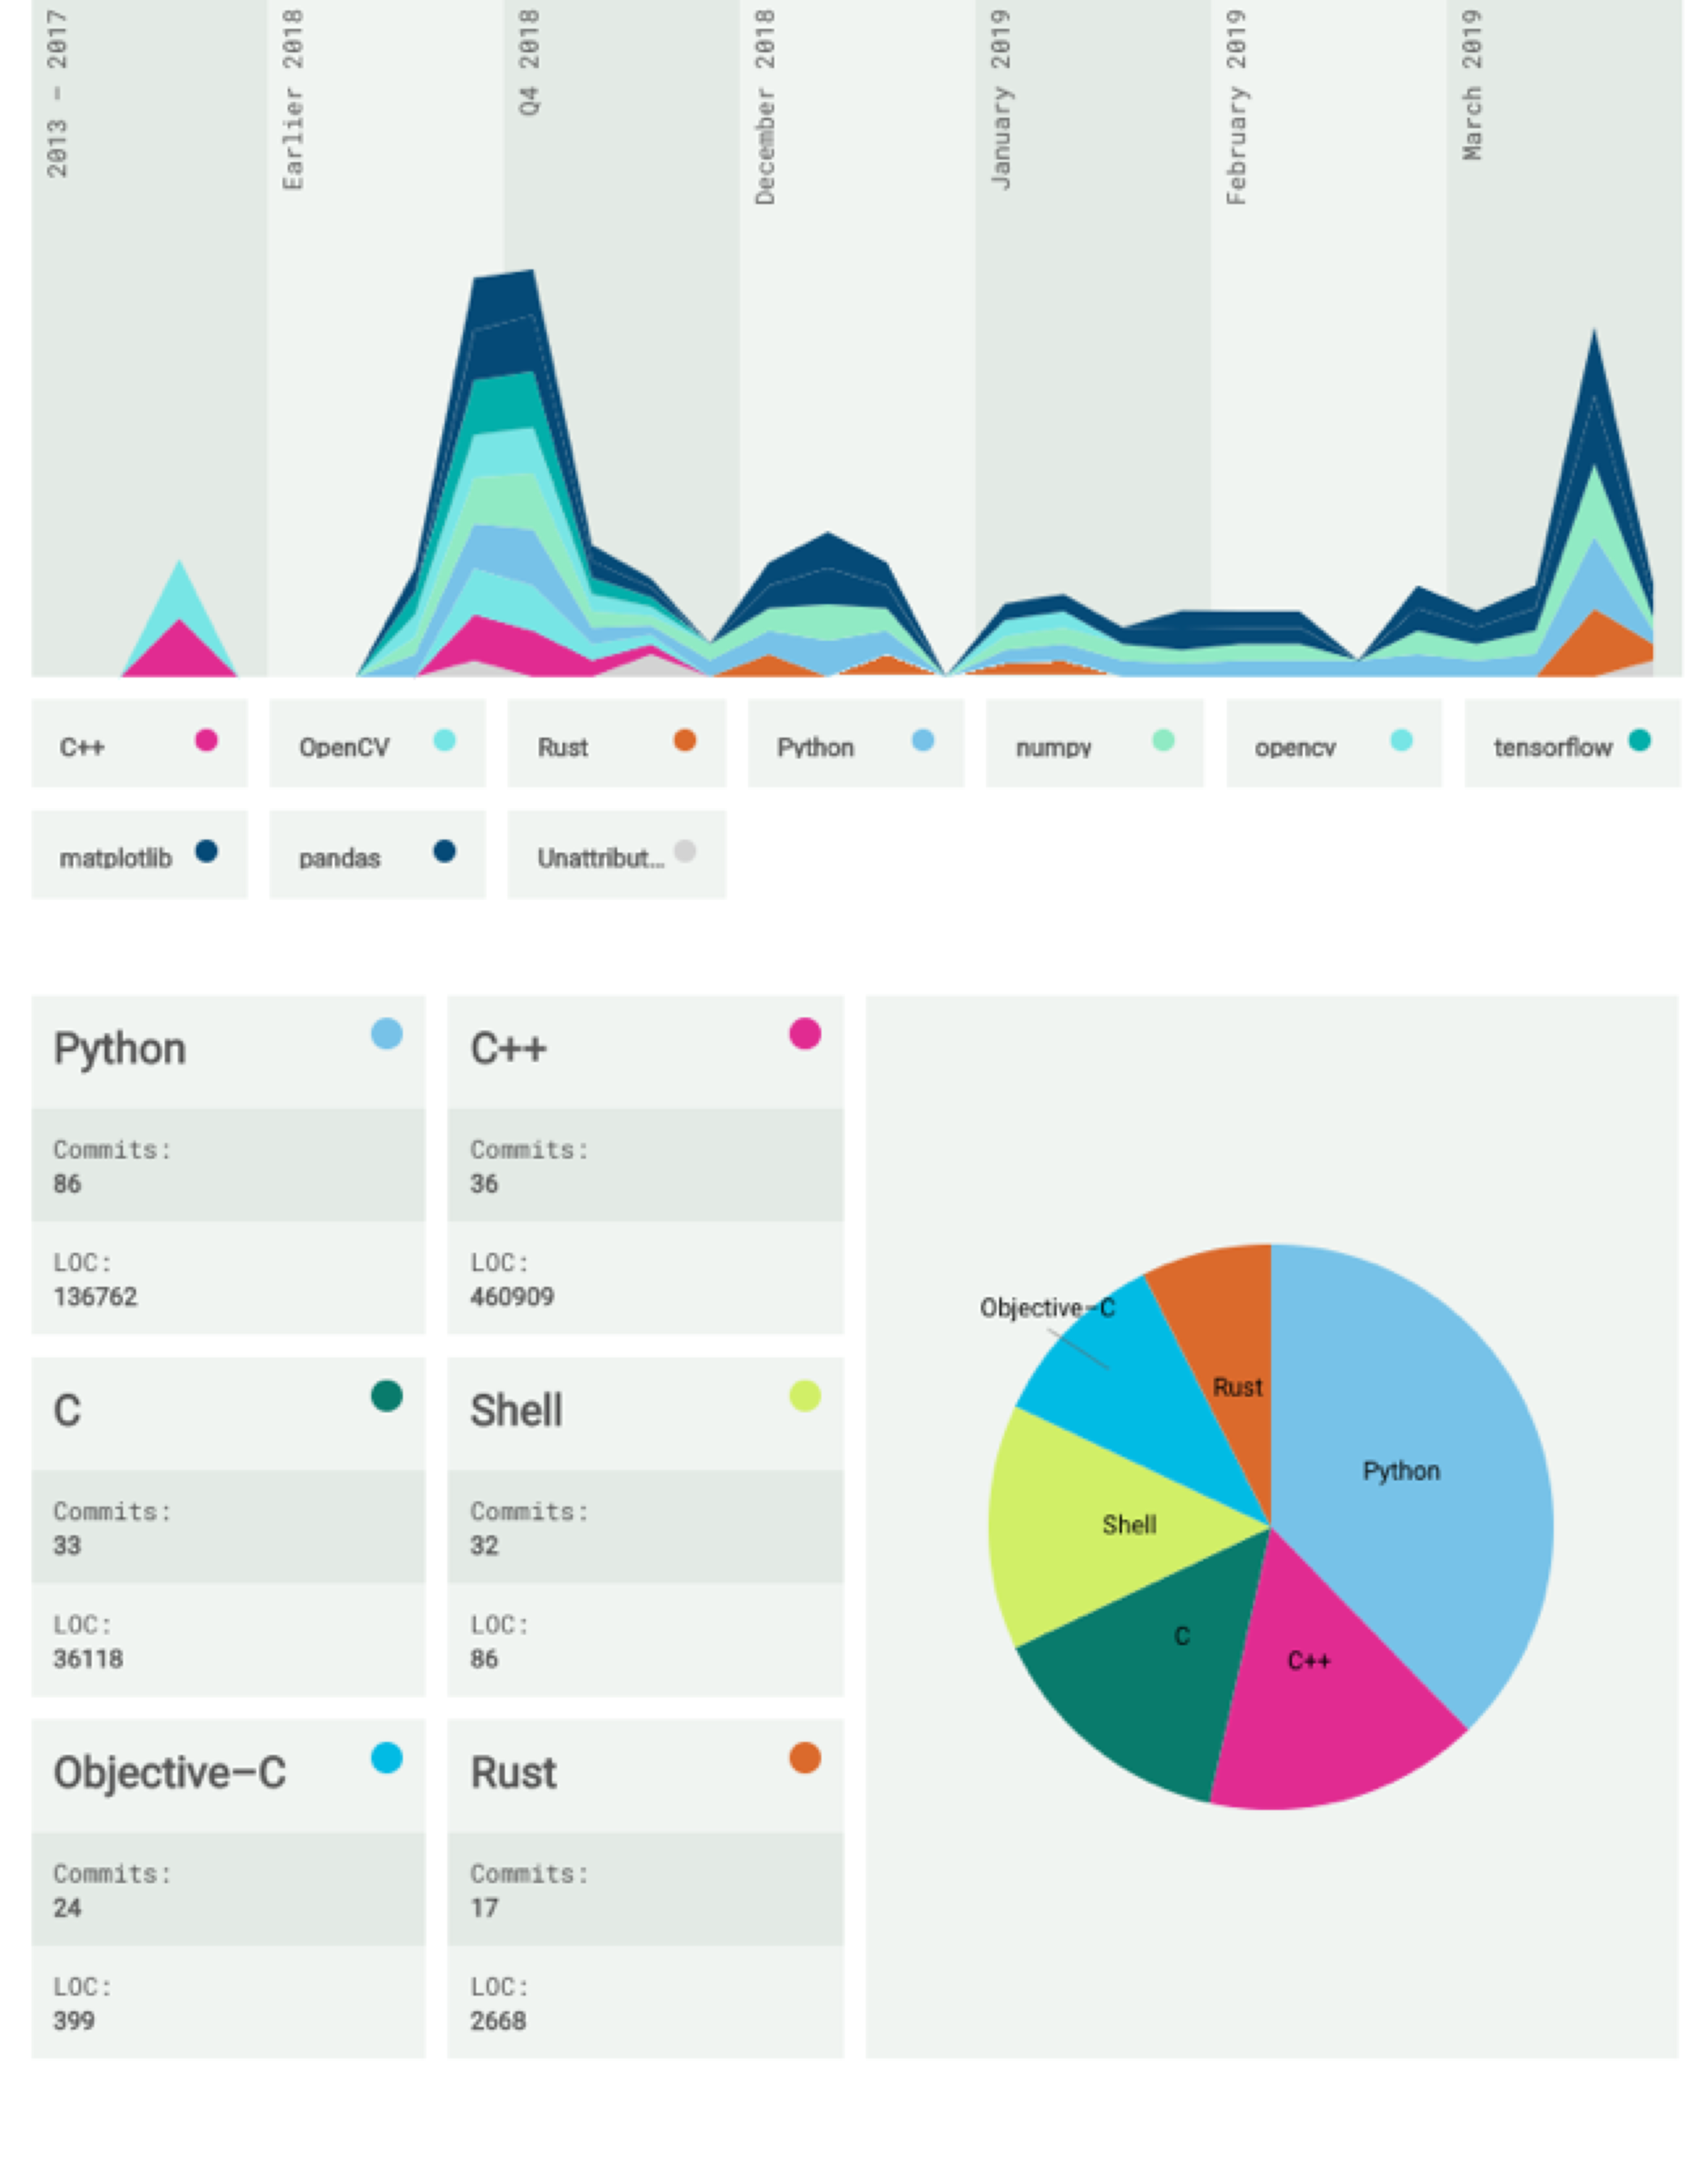 2013 – 2017
Earlier 2018
Q4 2018
December 2018
January 2019
February 2019
March 2019
C++
OpenCV
Rust
Python
numpy
opencv
tensorflow
matplotlib
pandas
Unattribut...
Python
Commits:
86
LOC:
136762
C++
Commits:
36
LOC:
460909
C
Commits:
33
LOC:
36118
Shell
Commits:
32
LOC:
86
Objective–C
Commits:
24
LOC:
399
Rust
Commits:
17
LOC:
2668
Objective–C
Rust
Python
Shell
C
C++